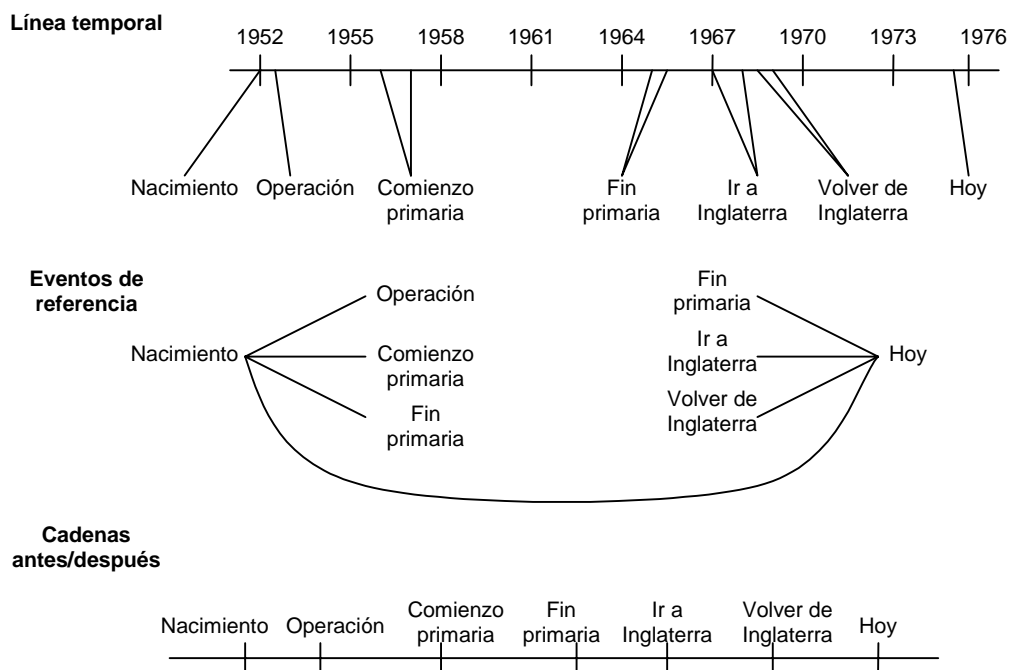 Línea temporal
1952 1955 1958 1961 1964 1967 1970 1973 1976
Nacimiento Operación Comienzo Fin Ir a Volver de Hoy
primaria primaria Inglaterra Inglaterra
Eventos de
referencia
Operación
Nacimiento
Comienzo
primaria
Fin
primaria
Fin
primaria
Ir a
Inglaterra
Volver de
Inglaterra
Hoy
Cadenas
antes/después
Nacimiento Operación Comienzo Fin Ir a Volver de Hoy
primaria primaria Inglaterra Inglaterra